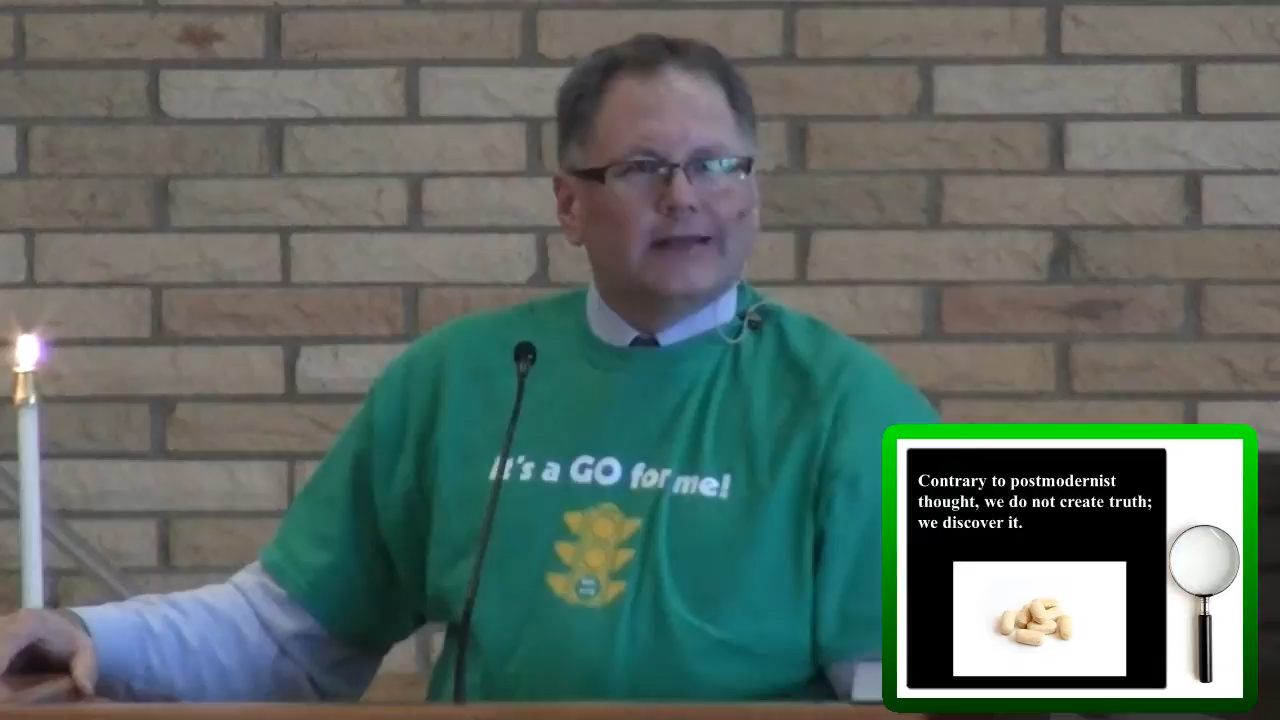 It's a GO for me!
Contrary to postmodernist
thought, we do not create truth;
we discover it.